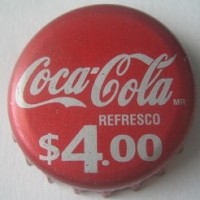 Coca-Cola MR
REFRESCO
$4.00